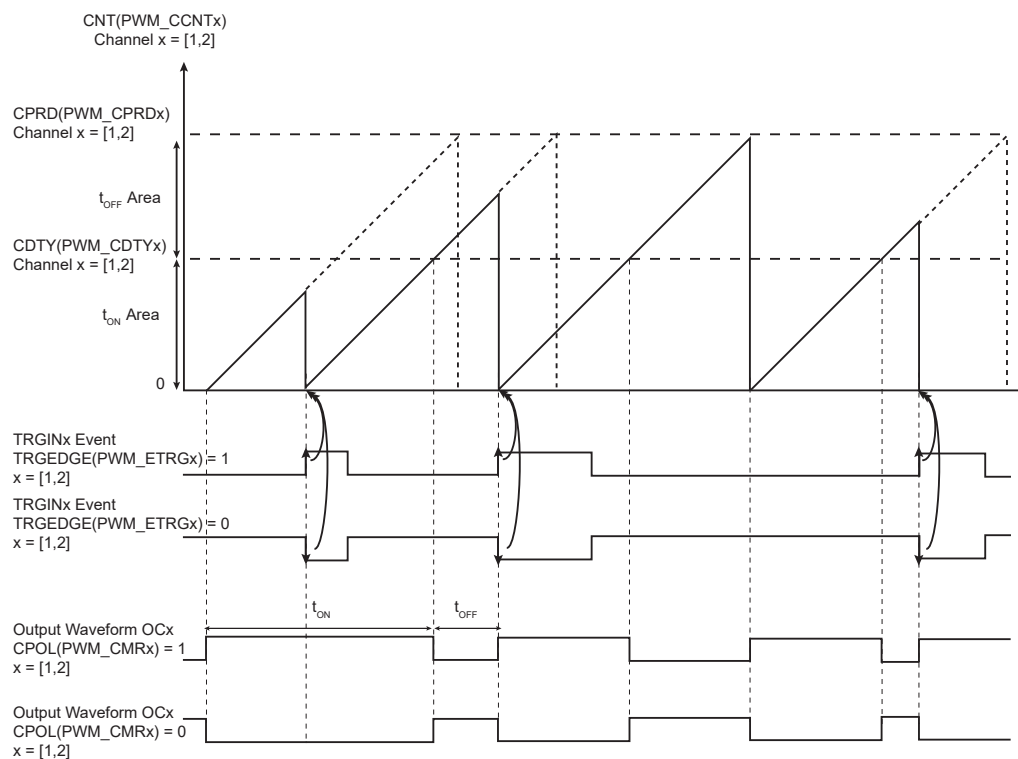 CNT(PWM_CCNTx)
Channel x = [1,2]
CPRD(PWM_CPRDx)
Channel x = [1,2]
tOFF Area
CDTY(PWM_CDTYx)
Channel x = [1,2]
tON Area
0
TRGINx Event
TRGEDGE(PWM_ETRGx) = 1
x = [1,2]
TRGINx Event
TRGEDGE(PWM_ETRGx) = 0
x = [1,2]
tON
tOFF
Output Waveform OCx
CPOL(PWM_CMRx) = 1
x = [1,2]
Output Waveform OCx
CPOL(PWM_CMRx) = 0
x = [1,2]